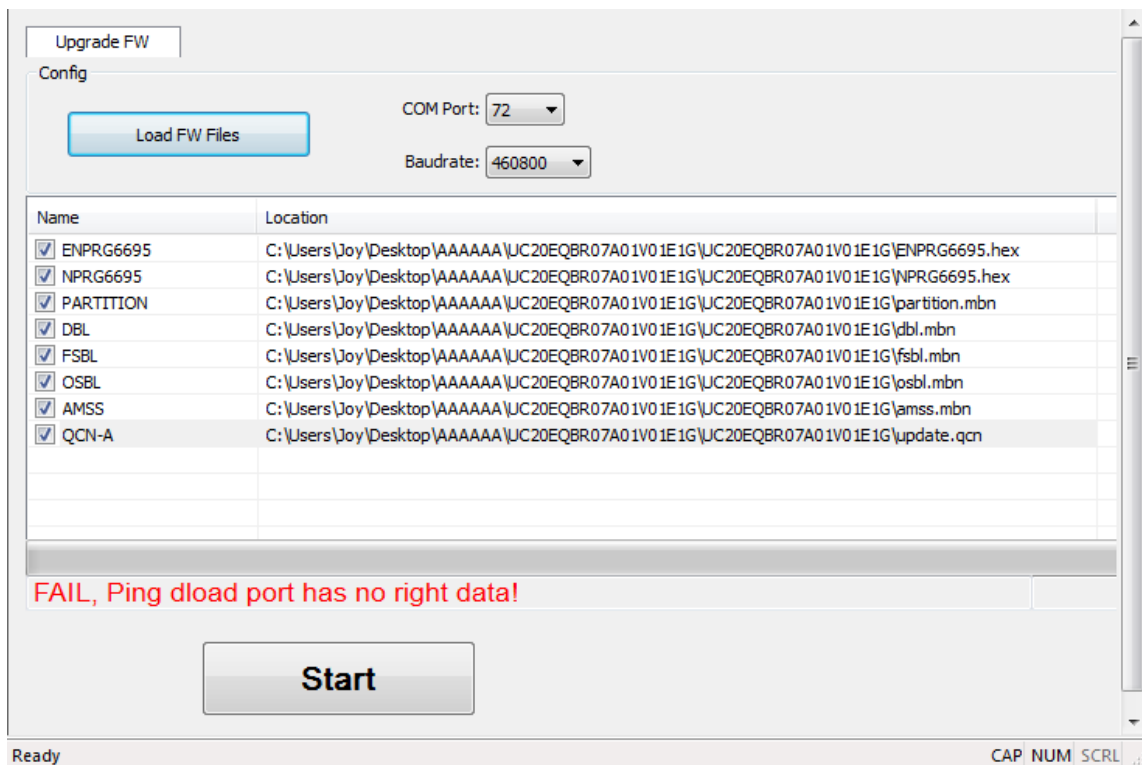 Upgrade FW
Config
Load FW Files
COM Port: 72
Baudrate: 460800
Name Location
ENPRG6695 C:\Users\Joy\Desktop\AAAAAA\UC20EQBR07A01V01E1G\UC20EQBR07A01V01E1G\ENPRG6695.hex
NPRG6695 C:\Users\Joy\Desktop\AAAAAA\UC20EQBR07A01V01E1G\UC20EQBR07A01V01E1G\NPRG6695.hex
PARTITION C:\Users\Joy\Desktop\AAAAAA\UC20EQBR07A01V01E1G\UC20EQBR07A01V01E1G\partition.mbn
DBL C:\Users\Joy\Desktop\AAAAAA\UC20EQBR07A01V01E1G\UC20EQBR07A01V01E1G\dbl.mbn
FSBL C:\Users\Joy\Desktop\AAAAAA\UC20EQBR07A01V01E1G\UC20EQBR07A01V01E1G\fsbl.mbn
OSBL C:\Users\Joy\Desktop\AAAAAA\UC20EQBR07A01V01E1G\UC20EQBR07A01V01E1G\osbl.mbn
AMSS C:\Users\Joy\Desktop\AAAAAA\UC20EQBR07A01V01E1G\UC20EQBR07A01V01E1G\amss.mbn
QCN-A C:\Users\Joy\Desktop\AAAAAA\UC20EQBR07A01V01E1G\UC20EQBR07A01V01E1G\update.qcn
FAIL, Ping dload port has no right data!
Start
Ready CAP NUM SCRL